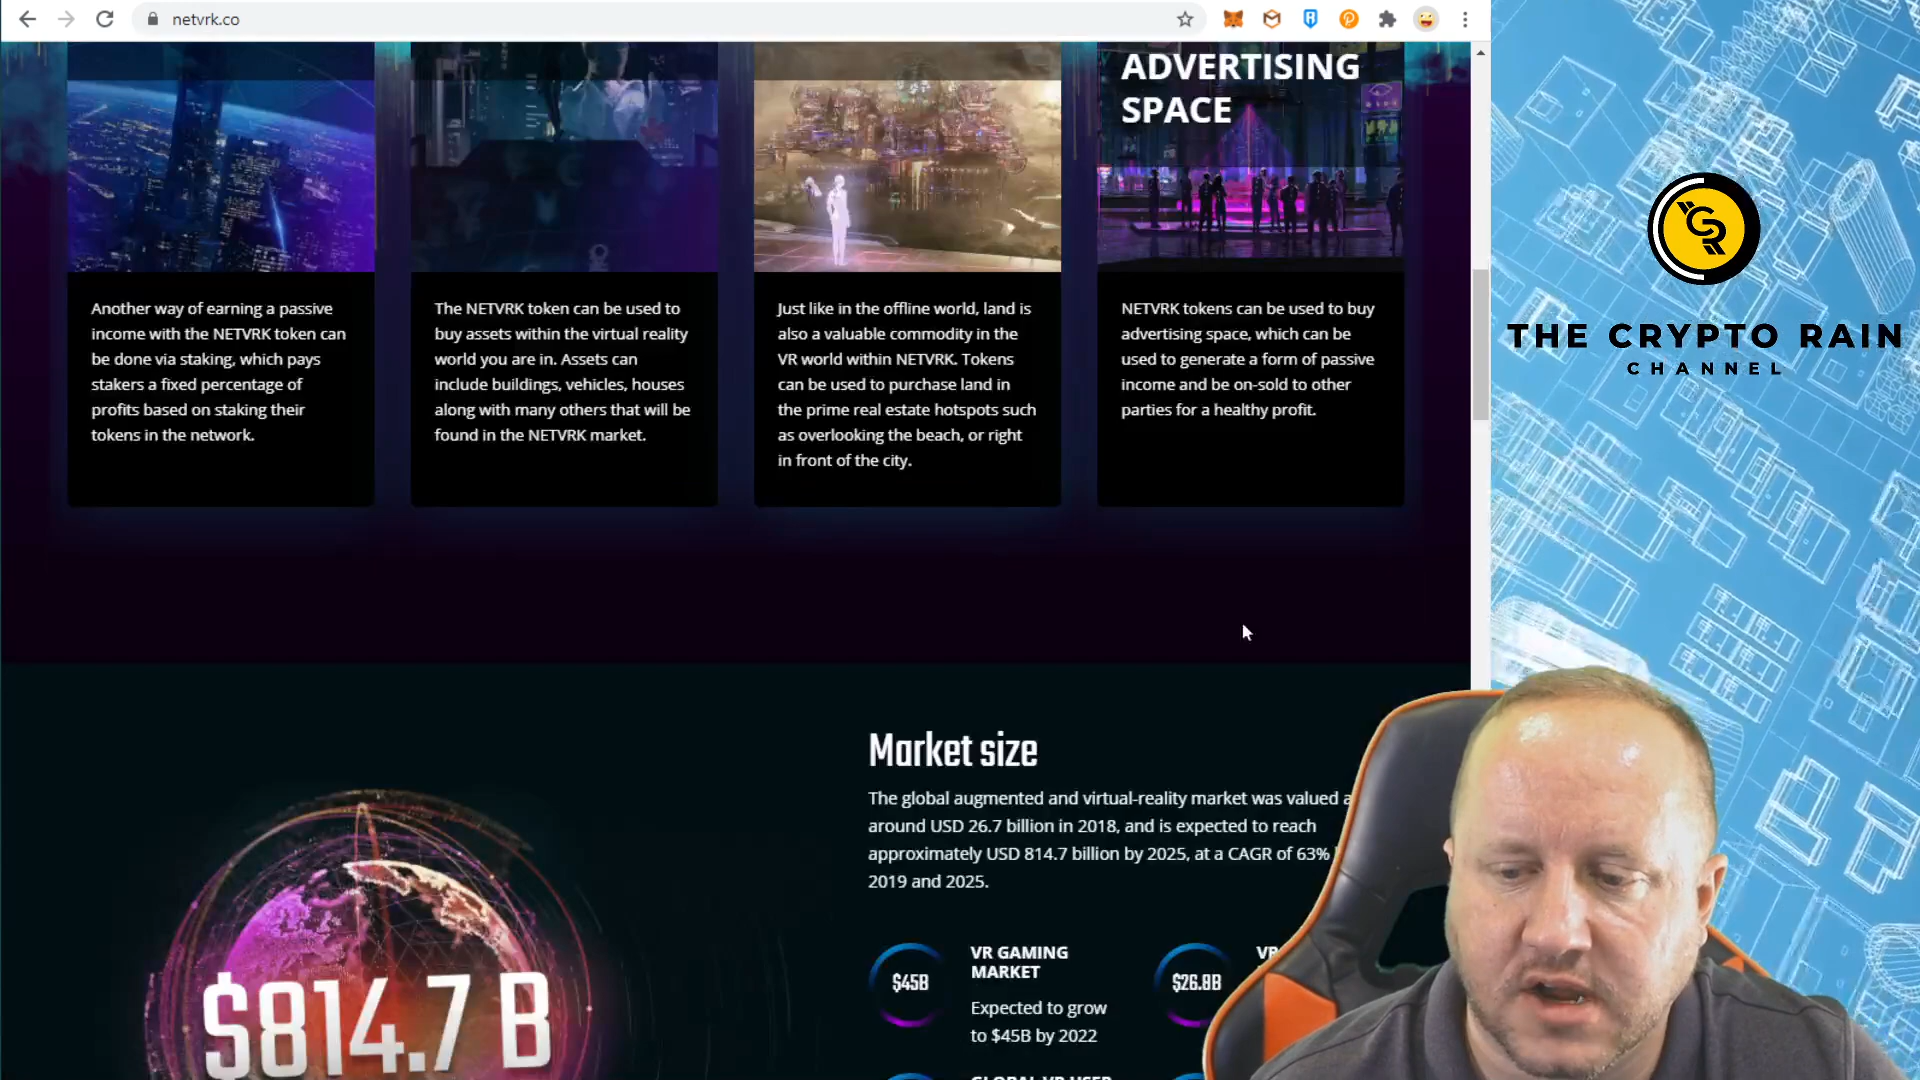 netvrk.co
ADVERTISING
SPACE
Another way of earning a passive
income with the NETVRK token can
be done via staking, which pays
stakers a fixed percentage of
profits based on staking their
tokens in the network.
The NETVRK token can be used to
buy assets within the virtual reality
world you are in. Assets can
include buildings, vehicles, houses
along with many others that will be
found in the NETVRK market.
Just like in the offline world, land is
also a valuable commodity in the
VR world within NETVRK. Tokens
can be used to purchase land in
the prime real estate hotspots such
as overlooking the beach, or right
in front of the city.
NETVRK tokens can be used to buy
advertising space, which can be
used to generate a form of passive
income and be on-sold to other
parties for a healthy profit.
THE CRYPTO RAIN
CHANNEL
Market size
The global augmented and virtual-reality market was valued
around USD 26.7 billion in 2018, and is expected to reach
approximately USD 814.7 billion by 2025, at a CAGR of 63%
2019 and 2025.
$814.7 B
$45B
VR GAMING
MARKET
Expected to grow
to $45B by 2022
$26.8B
GLOBAL VR USER